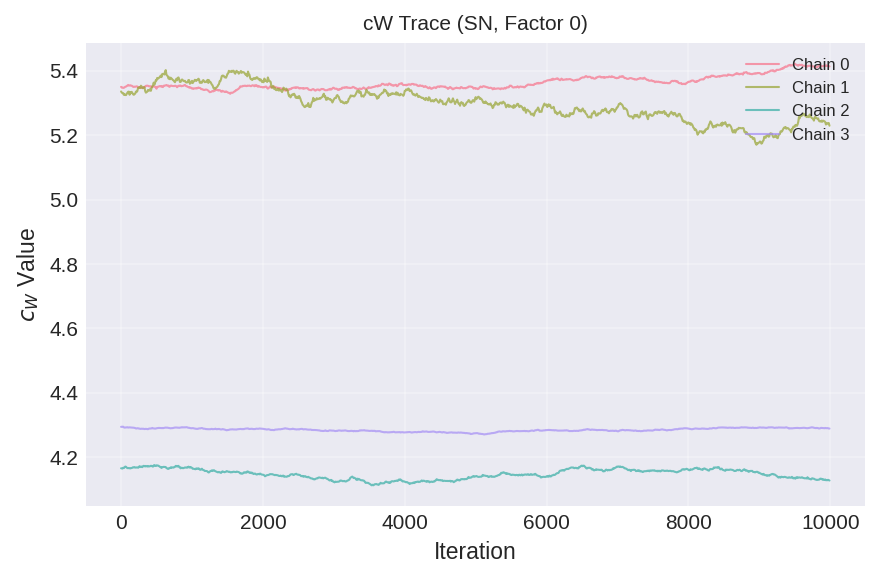 cW Trace (SN, Factor 0)
5.4
5.2
5.0
4.8
4.6
4.4
4.2
c_W Value
0 2000 4000 6000 8000 10000
Iteration
Chain 0
Chain 1
Chain 2
Chain 3